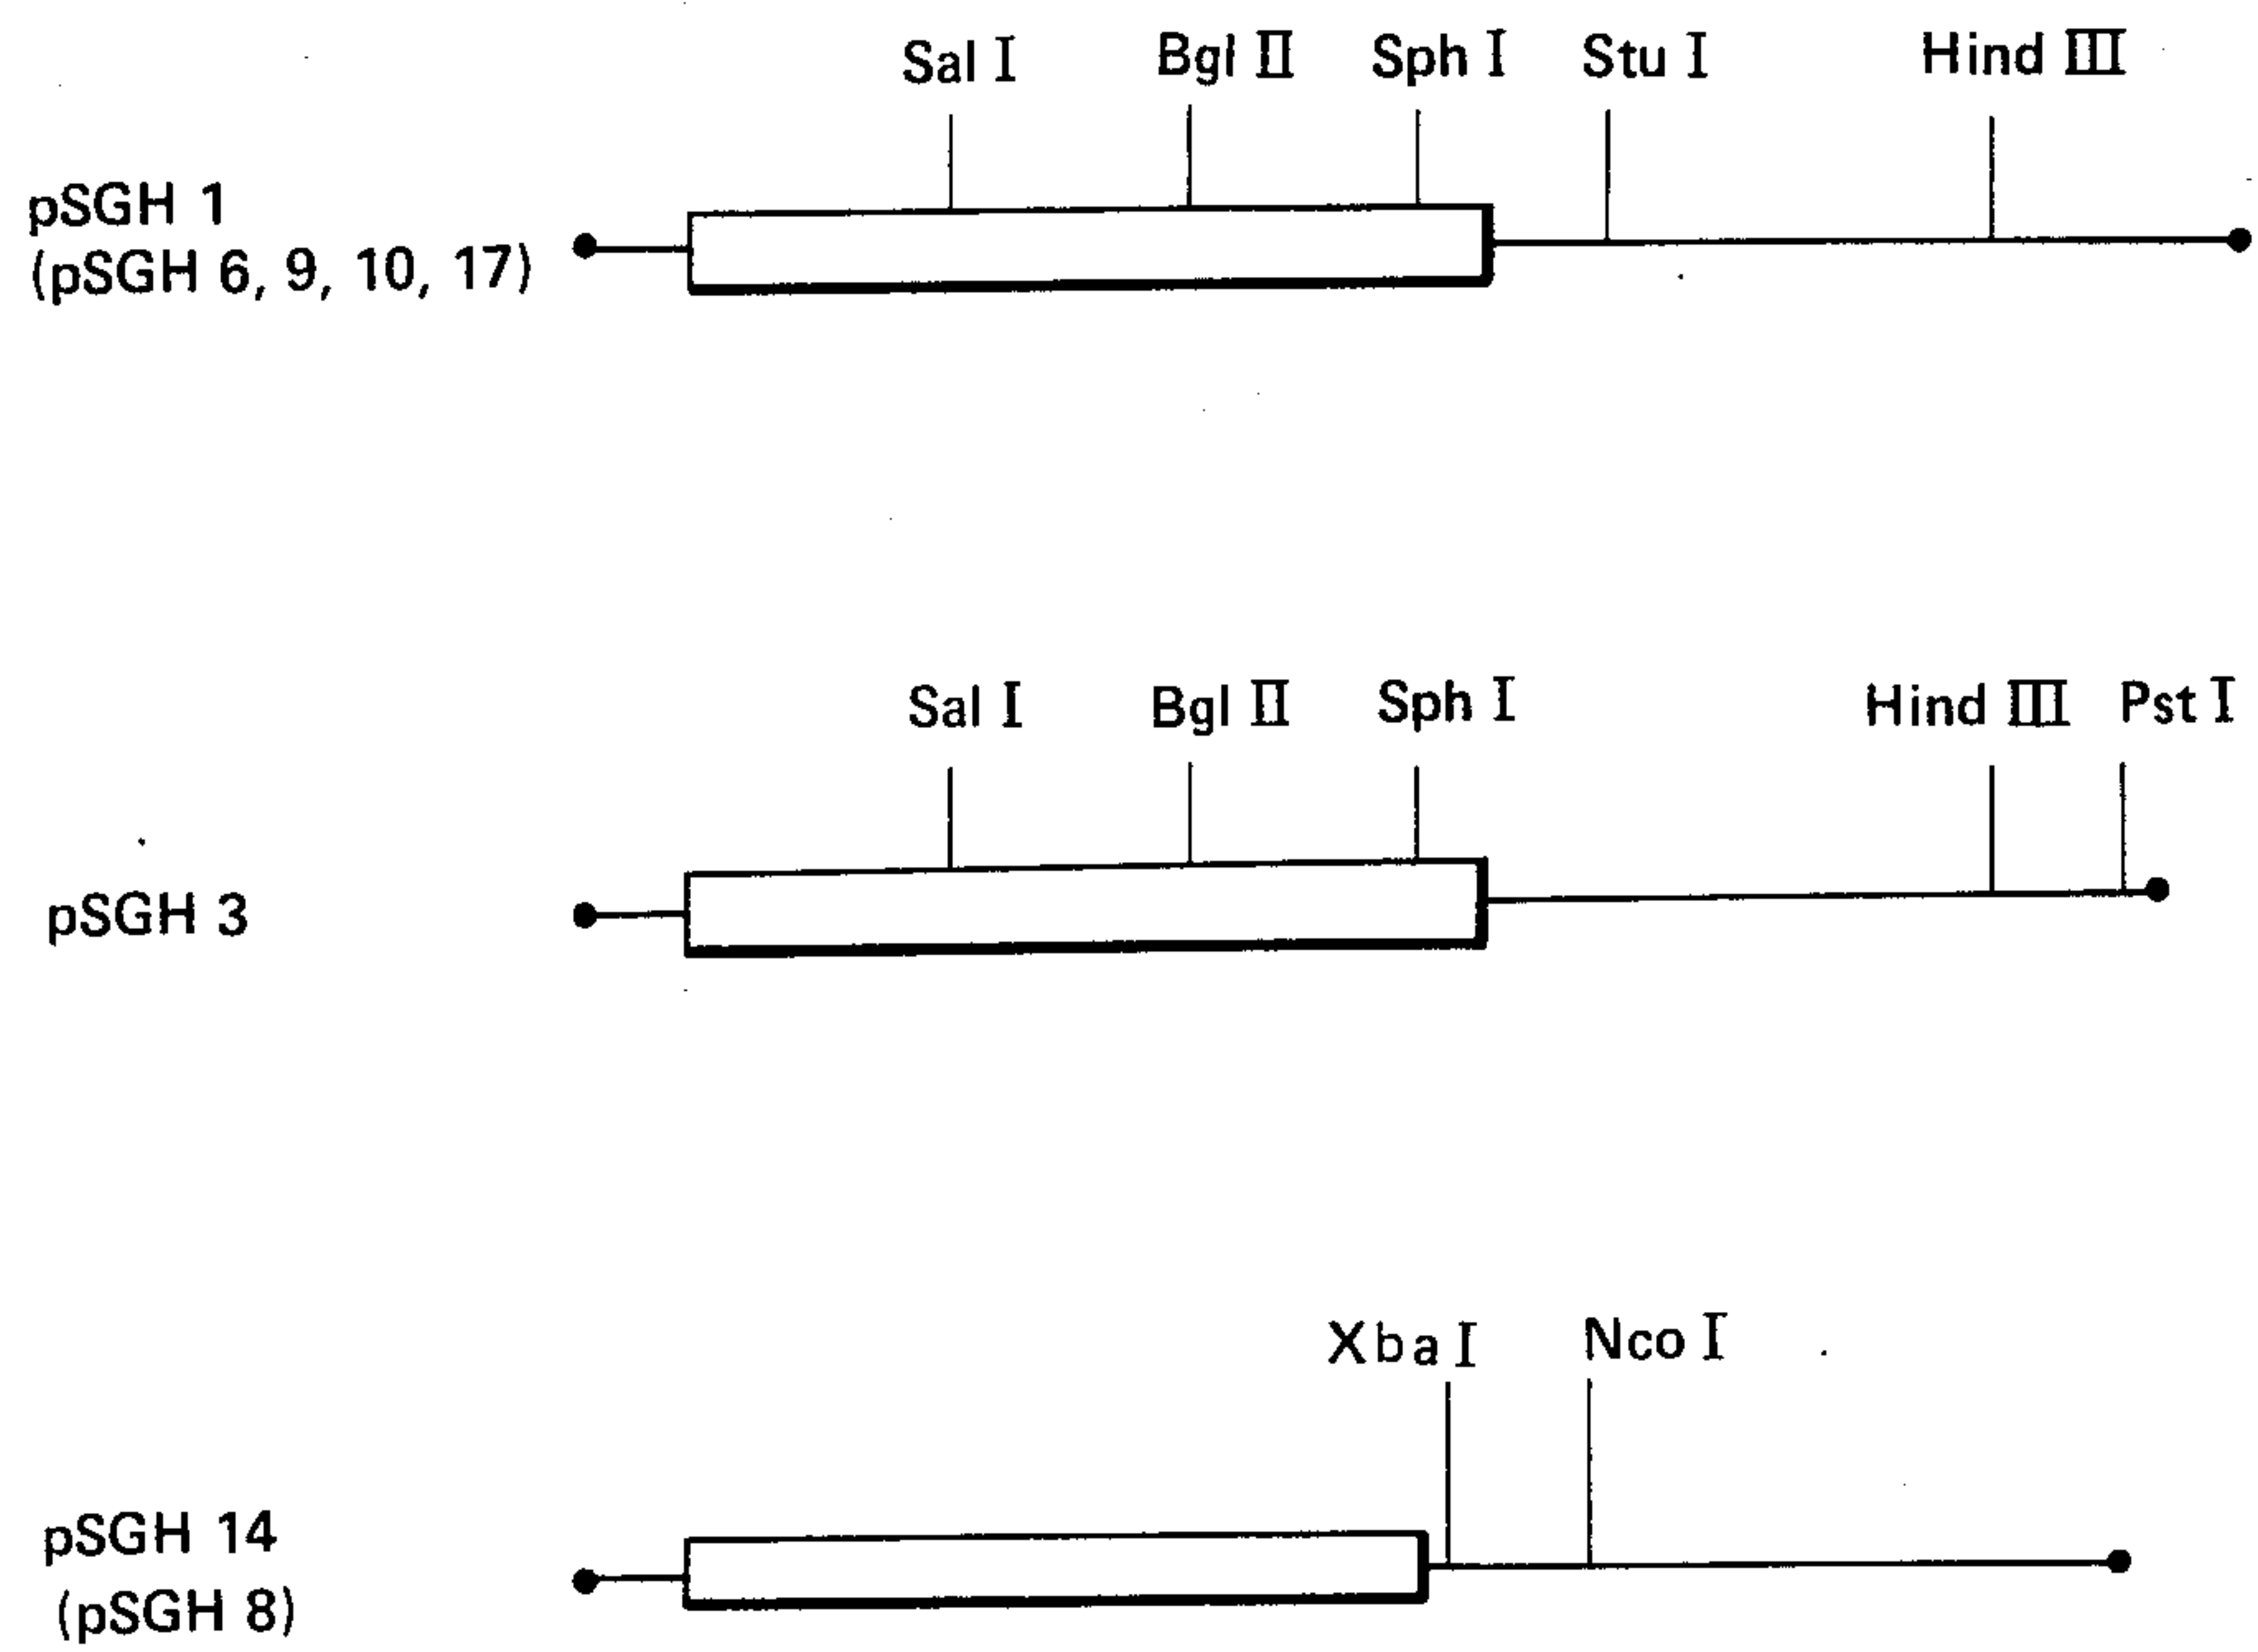 Sal I Bgl II Sph I Stu I Hind III
pSGH 1
(pSGH 6, 9, 10, 17)
Sal I Bgl II Sph I Hind III Pst I
pSGH 3
Xba I Nco I
pSGH 14
(pSGH 8)